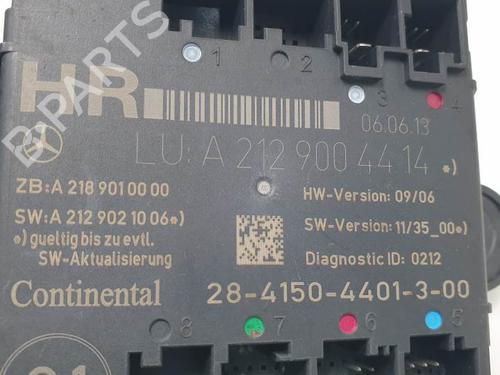 B-PARTS
HR
1
2
3
4
06.06.13
LU: A 212 900 44 14 *)
ZB:A 218 901 00 00
HW-Version: 09/06
SW:A 212 902 10 06*)
SW-Version: 11/35_00*)
*) gueltig bis zu evtl.
SW-Aktualisierung
Diagnostic ID: 0212
Continental
28-4150-4401-3-00
8
7
6
5